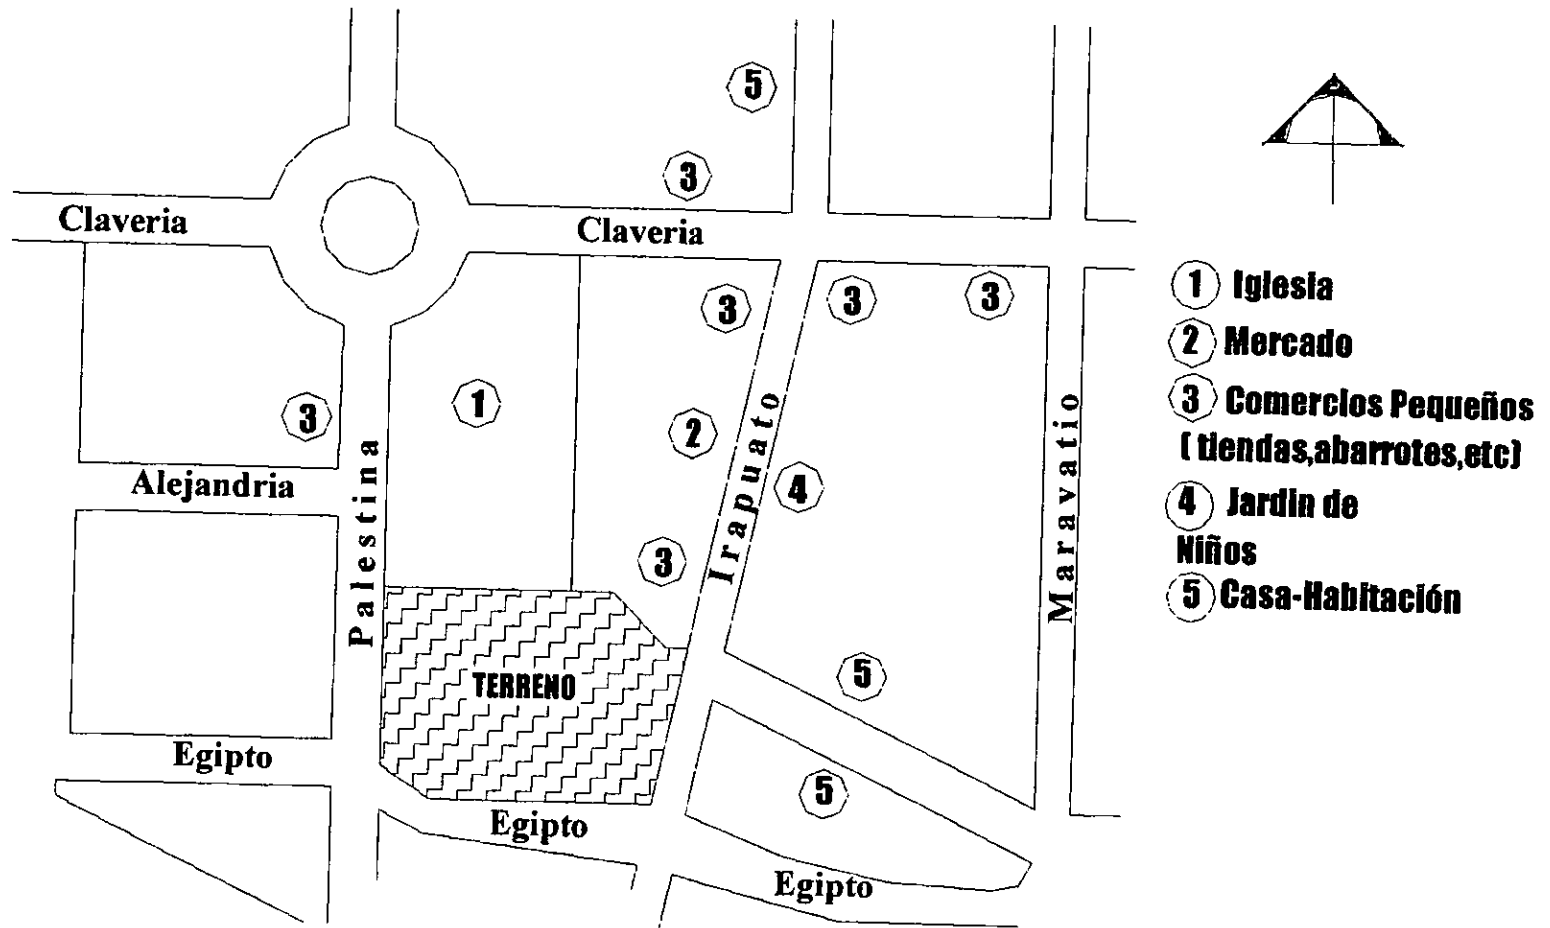 5
3
Claveria
Claveria
3
3
3
3
1
2
Alejandria
4
3
Palestina
Irapuato
Maravatio
TERRENO
5
Egipto
5
Egipto
Egipto
1 Iglesia
2 Mercado
3 Comercios Pequeños
( tiendas,abarrotes,etc)
4 Jardin de
Niños
5 Casa-Habitación